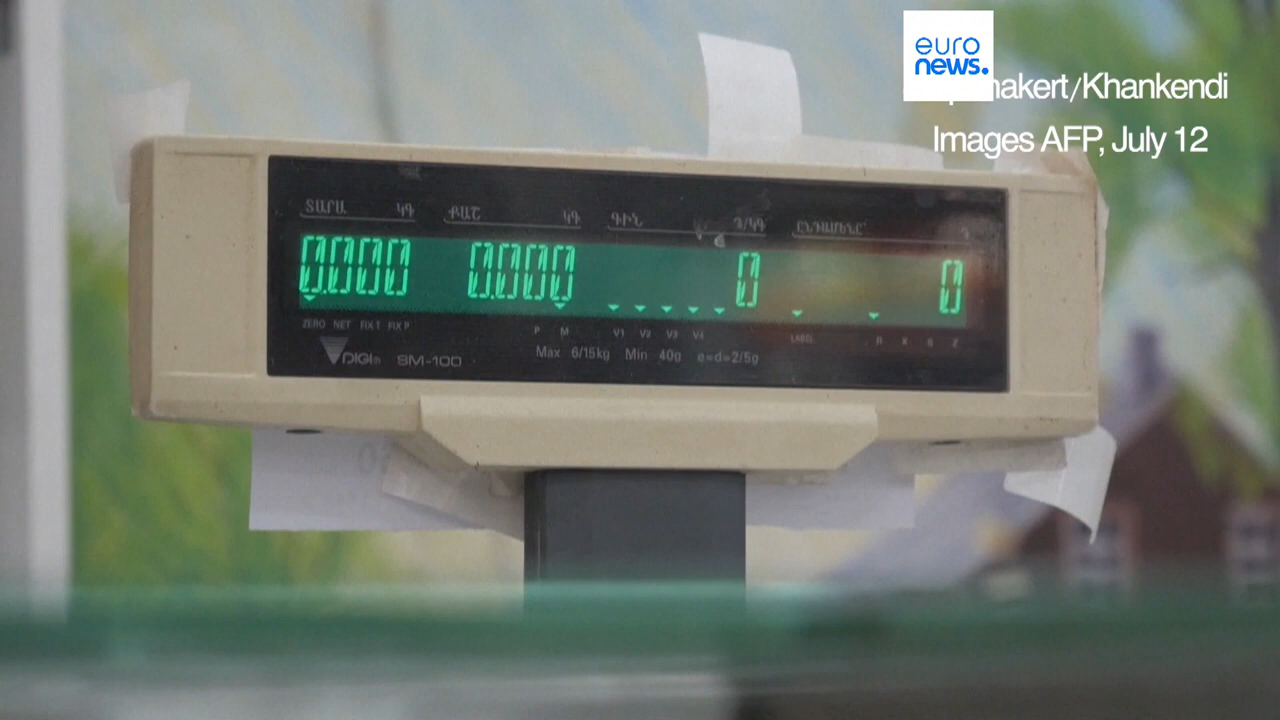 euro
news.
nakert/Khankendi
Images AFP, July 12
ՏԱՐԱ ԿԳ ՔԱՇ ԿԳ ԳԻՆ Դ/ԿԳ ԸՆԴԱՄԵՆԸ Դ
0.000 0.000 0 0
ZERO NET FIX T FIX P P M V1 V2 V3 V4 LABEL
DIGI SM-100 Max 6/15kg Min 40g e=d=2/5g